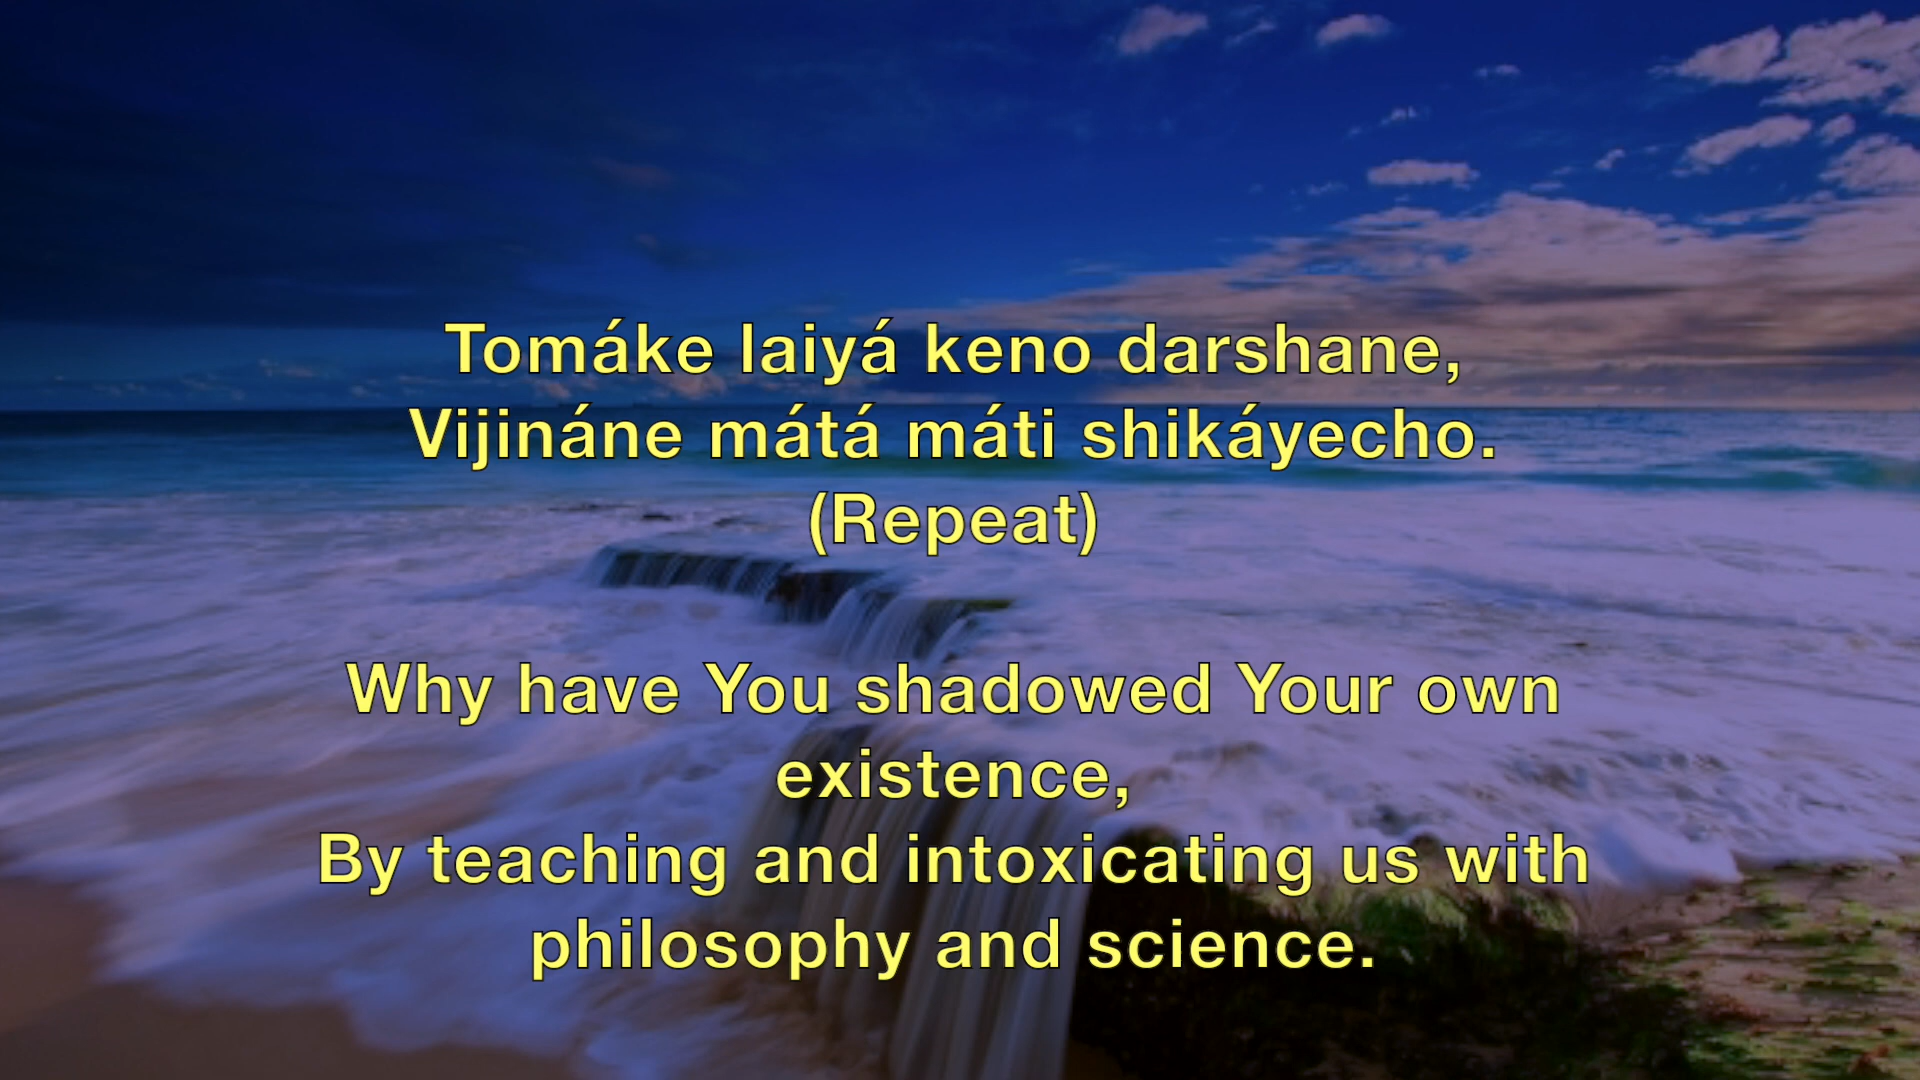 Tomáke laiyá keno darshane,
Vijináne mátá máti shikáyecho.
(Repeat)
Why have You shadowed Your own
existence,
By teaching and intoxicating us with
philosophy and science.